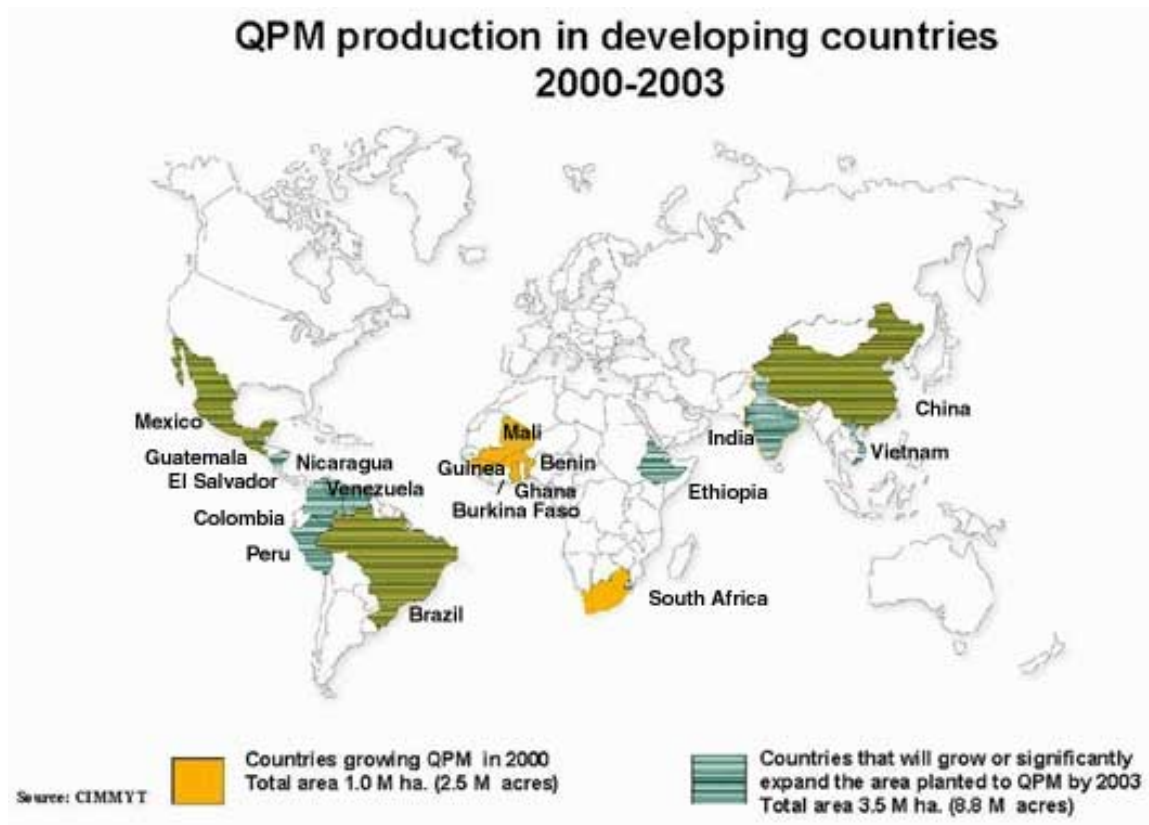 QPM production in developing countries
2000-2003
Mexico
Guatemala
El Salvador
Nicaragua
Venezuela
Colombia
Peru
Brazil
Mali
Guinea
Benin
Ghana
Burkina Faso
Ethiopia
South Africa
India
China
Vietnam
Countries growing QPM in 2000
Total area 1.0 M ha. (2.5 M acres)
Countries that will grow or significantly
expand the area planted to QPM by 2003
Total area 3.5 M ha. (8.8 M acres)
Source: CIMMYT